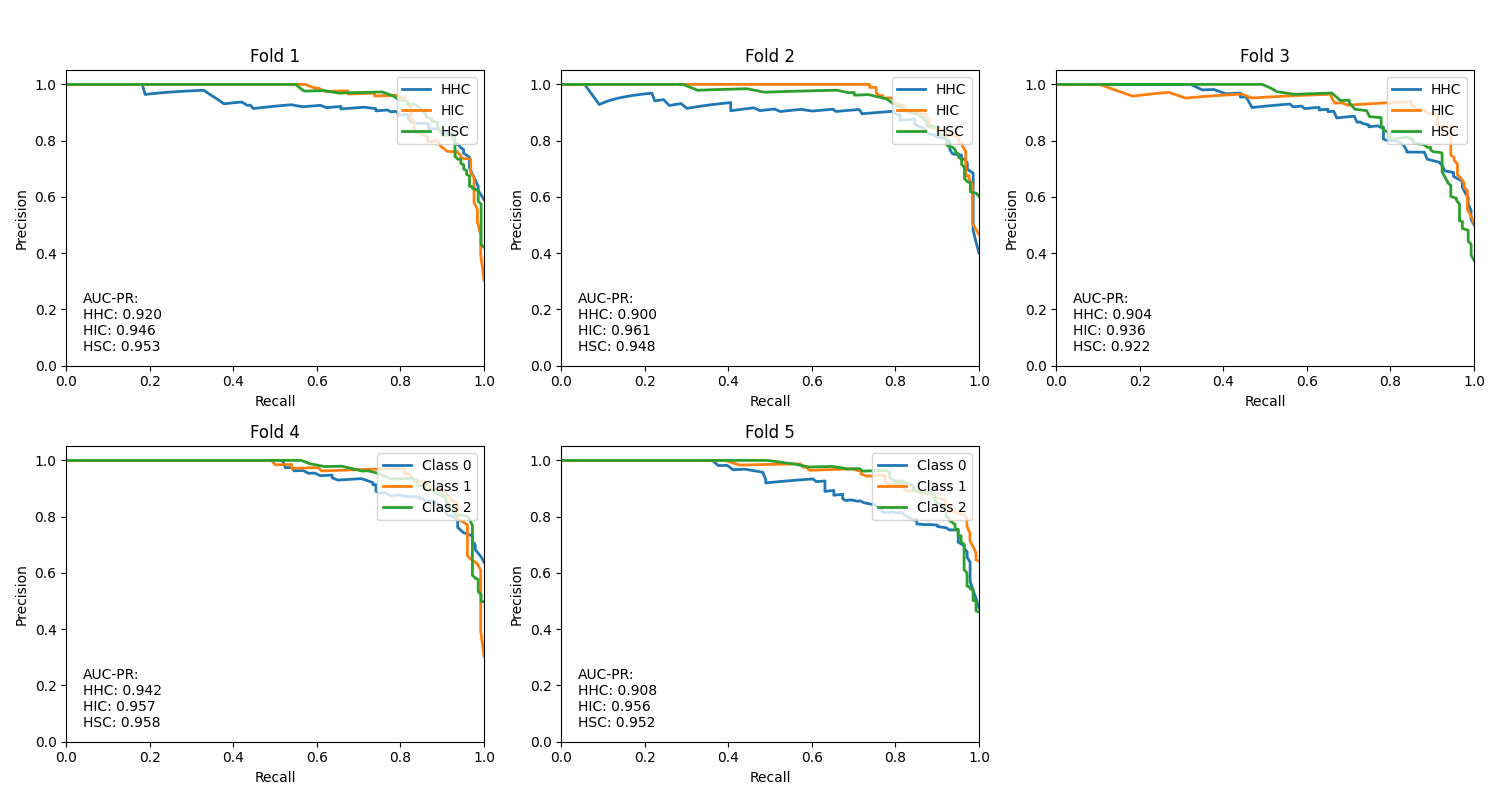 Fold 1
1.0
0.8
0.6
0.4
0.2
0.0
Precision
HHC
HIC
HSC
AUC-PR:
HHC: 0.920
HIC: 0.946
HSC: 0.953
0.0 0.2 0.4 0.6 0.8 1.0
Recall
Fold 2
1.0
0.8
0.6
0.4
0.2
0.0
Precision
HHC
HIC
HSC
AUC-PR:
HHC: 0.900
HIC: 0.961
HSC: 0.948
0.0 0.2 0.4 0.6 0.8 1.0
Recall
Fold 3
1.0
0.8
0.6
0.4
0.2
0.0
Precision
HHC
HIC
HSC
AUC-PR:
HHC: 0.904
HIC: 0.936
HSC: 0.922
0.0 0.2 0.4 0.6 0.8 1.0
Recall
Fold 4
1.0
0.8
0.6
0.4
0.2
0.0
Precision
Class 0
Class 1
Class 2
AUC-PR:
HHC: 0.942
HIC: 0.957
HSC: 0.958
0.0 0.2 0.4 0.6 0.8 1.0
Recall
Fold 5
1.0
0.8
0.6
0.4
0.2
0.0
Precision
Class 0
Class 1
Class 2
AUC-PR:
HHC: 0.908
HIC: 0.956
HSC: 0.952
0.0 0.2 0.4 0.6 0.8 1.0
Recall